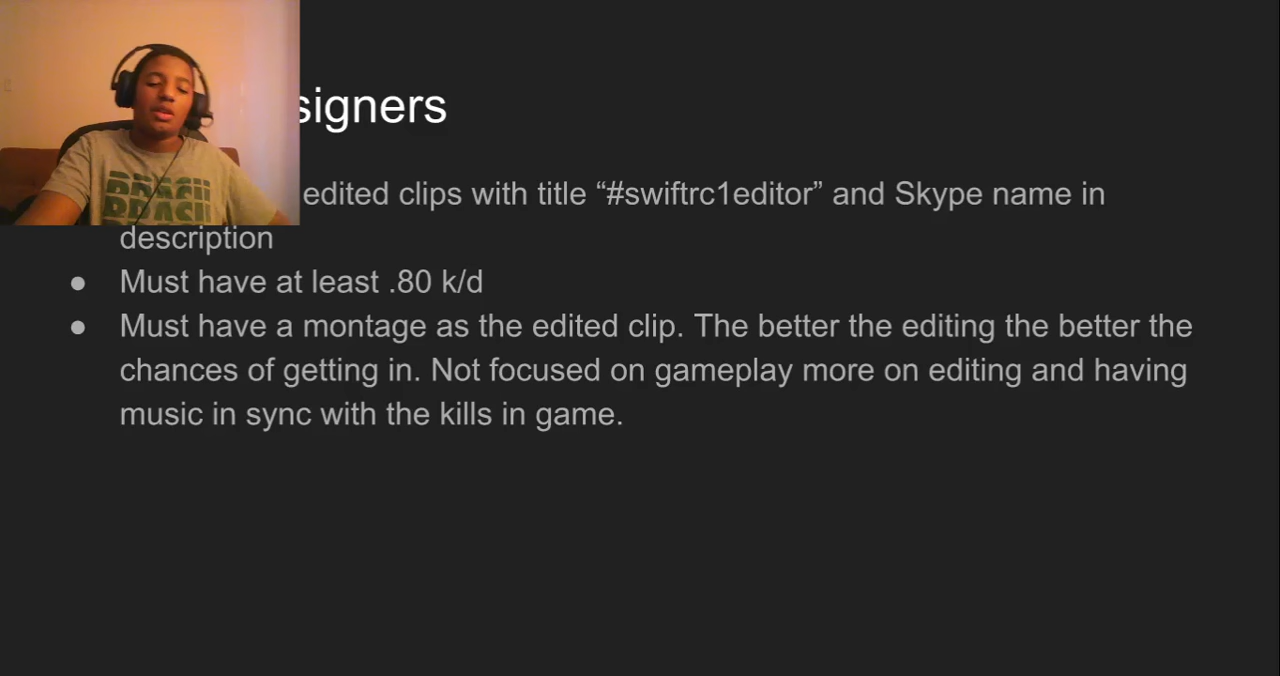 signers
edited clips with title “#swiftrc1editor” and Skype name in
description
● Must have at least .80 k/d
● Must have a montage as the edited clip. The better the editing the better the
chances of getting in. Not focused on gameplay more on editing and having
music in sync with the kills in game.